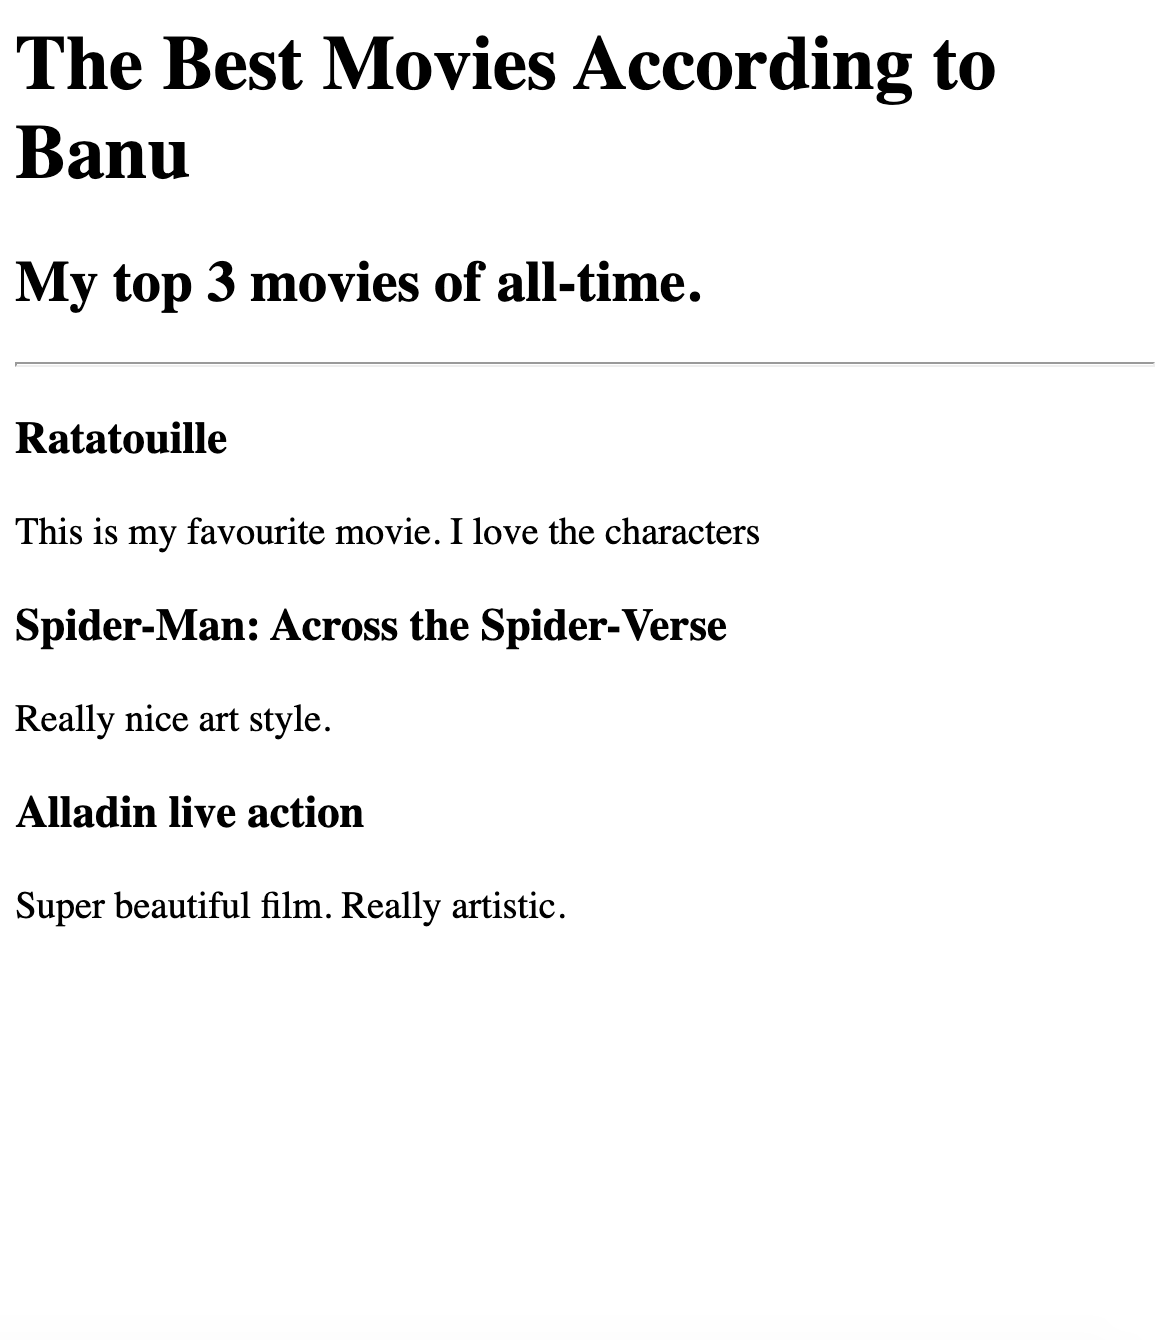 The Best Movies According to
Banu
My top 3 movies of all-time.
Ratatouille
This is my favourite movie. I love the characters
Spider-Man: Across the Spider-Verse
Really nice art style.
Alladin live action
Super beautiful film. Really artistic.